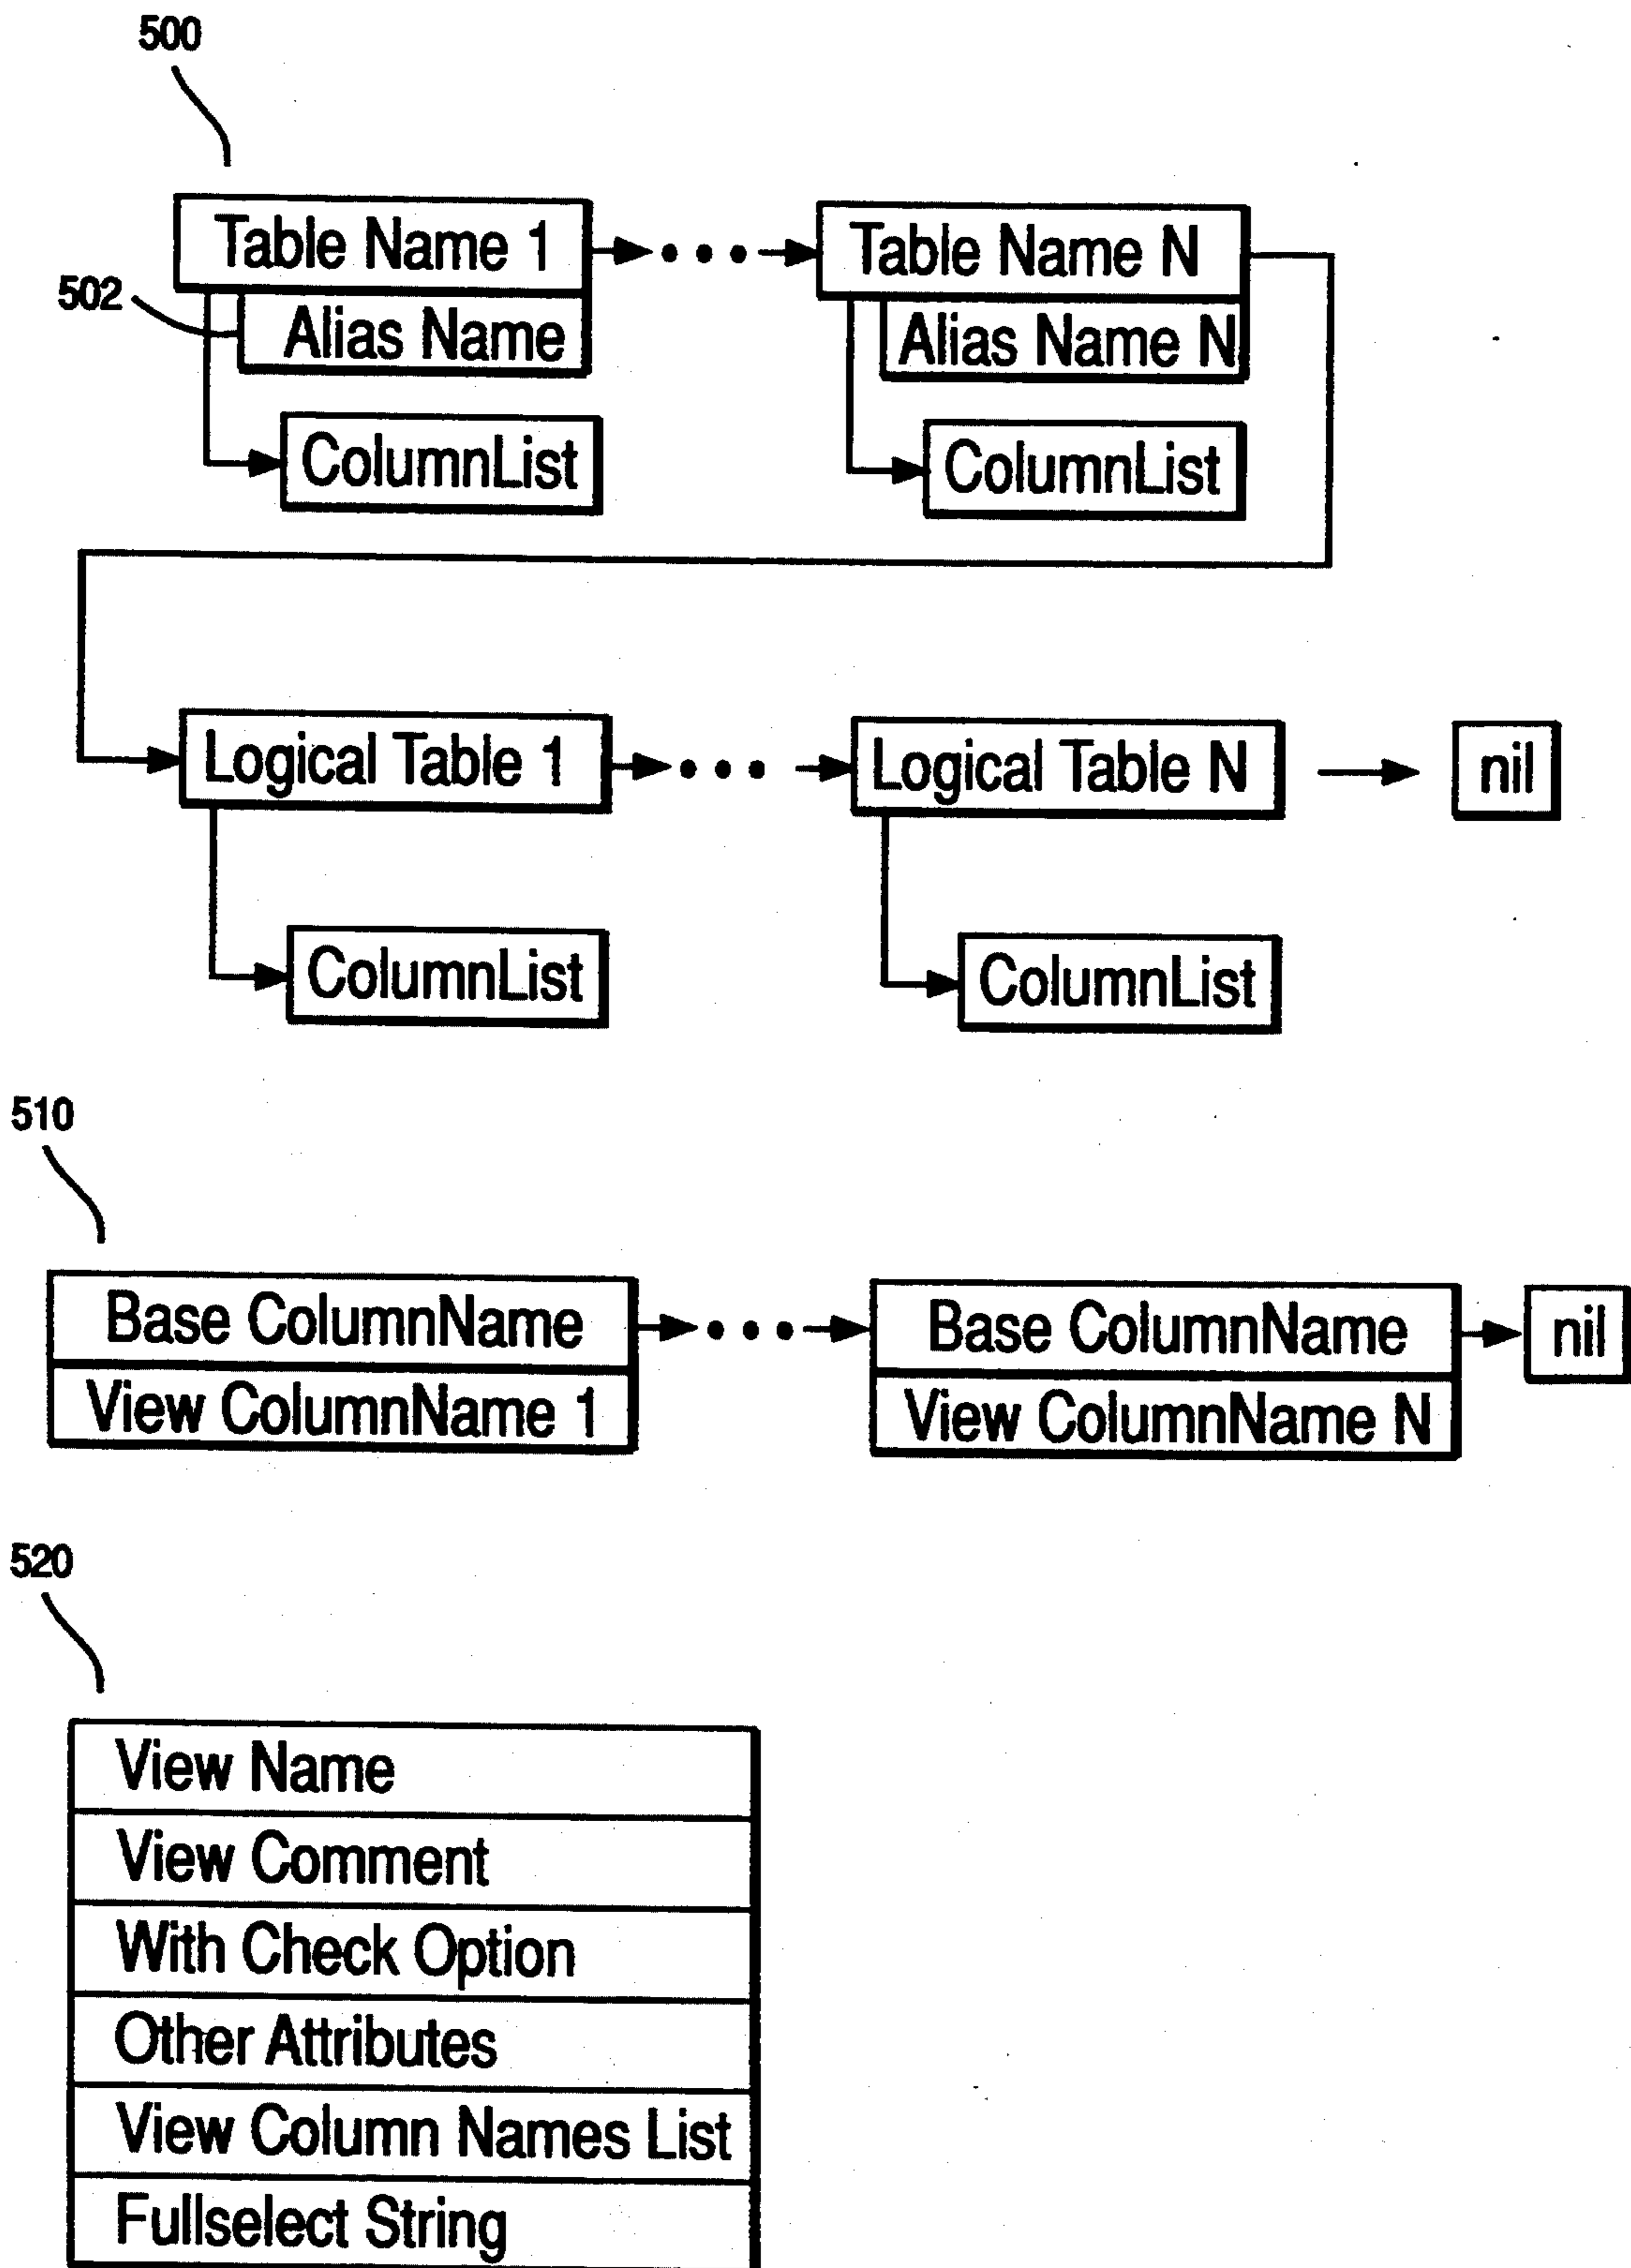 500
Table Name 1
Table Name N
502
Alias Name
Alias Name N
ColumnList
ColumnList
Logical Table 1
Logical Table N
nil
ColumnList
ColumnList
510
Base ColumnName
Base ColumnName
nil
View ColumnName 1
View ColumnName N
520
View Name
View Comment
With Check Option
Other Attributes
View Column Names List
Fullselect String